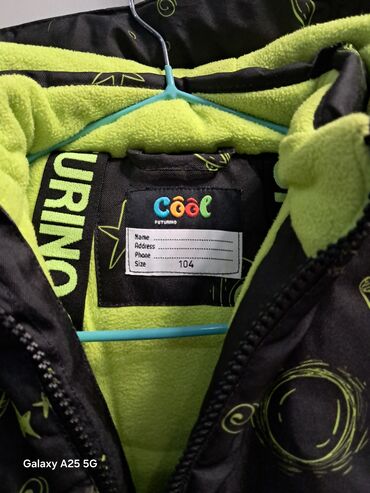 URINO
Cool
FUTURINO
Name
Address
Phone
Size 104
Galaxy A25 5G